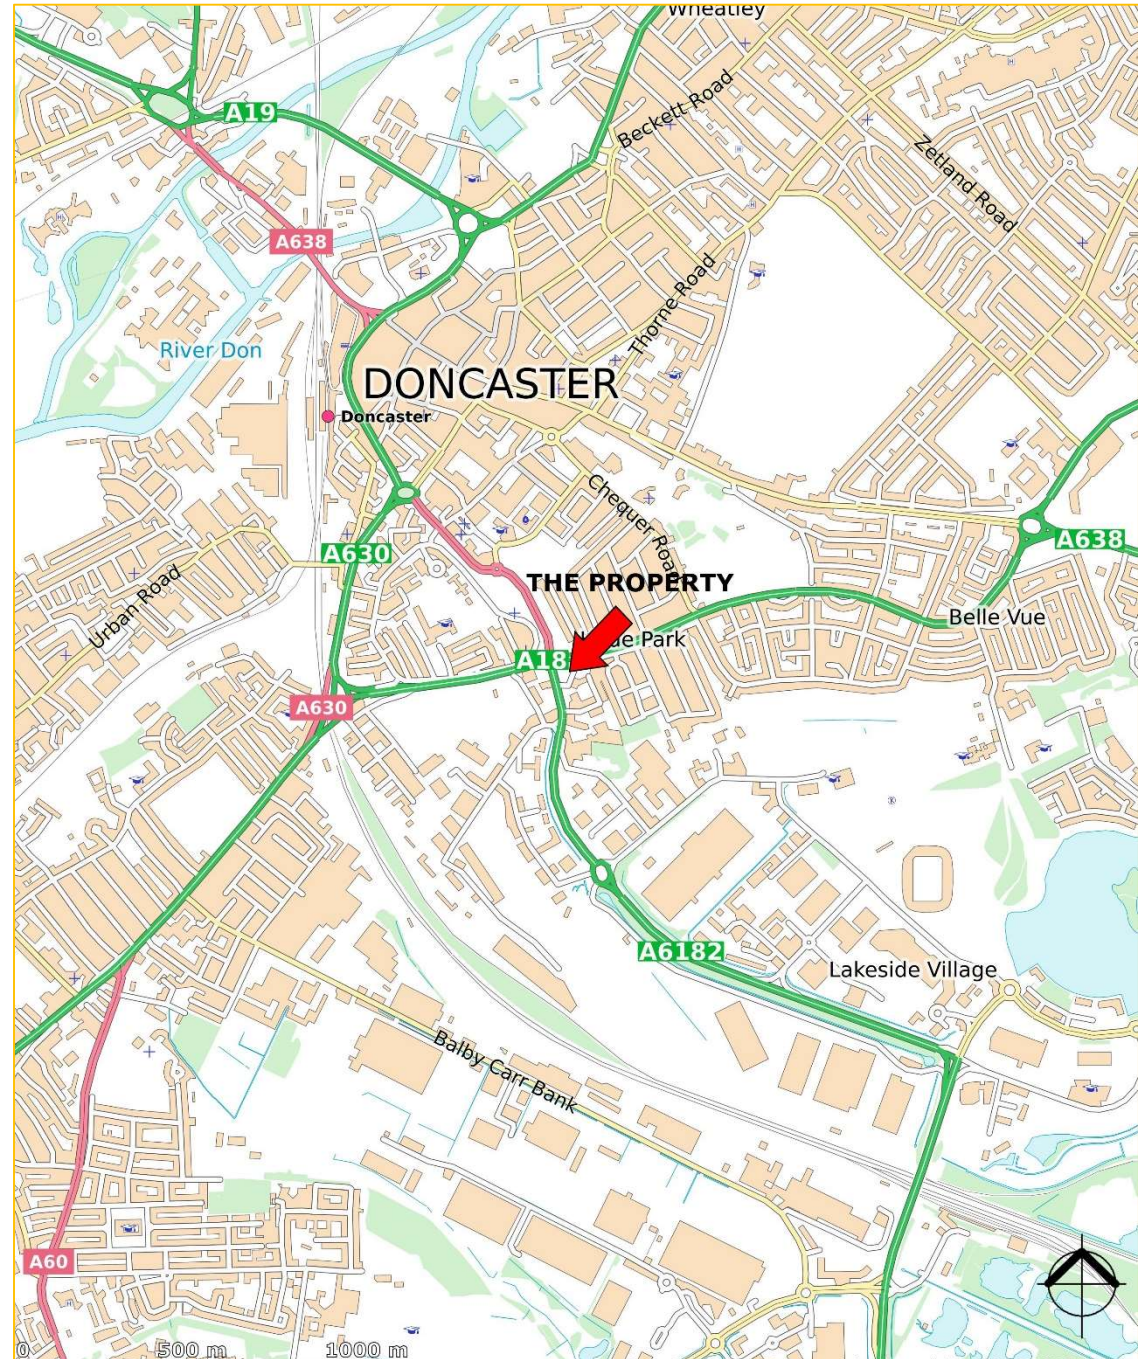 Wheatley
A19
Beckett Road
Zetland Road
A638
Thorne Road
River Don
DONCASTER
Doncaster
Chequer Road
A630
A638
THE PROPERTY
Urban Road
Belle Vue
de Park
A18
A630
A6182
Lakeside Village
Balby Carr Bank
A60
0 500 m 1000 m